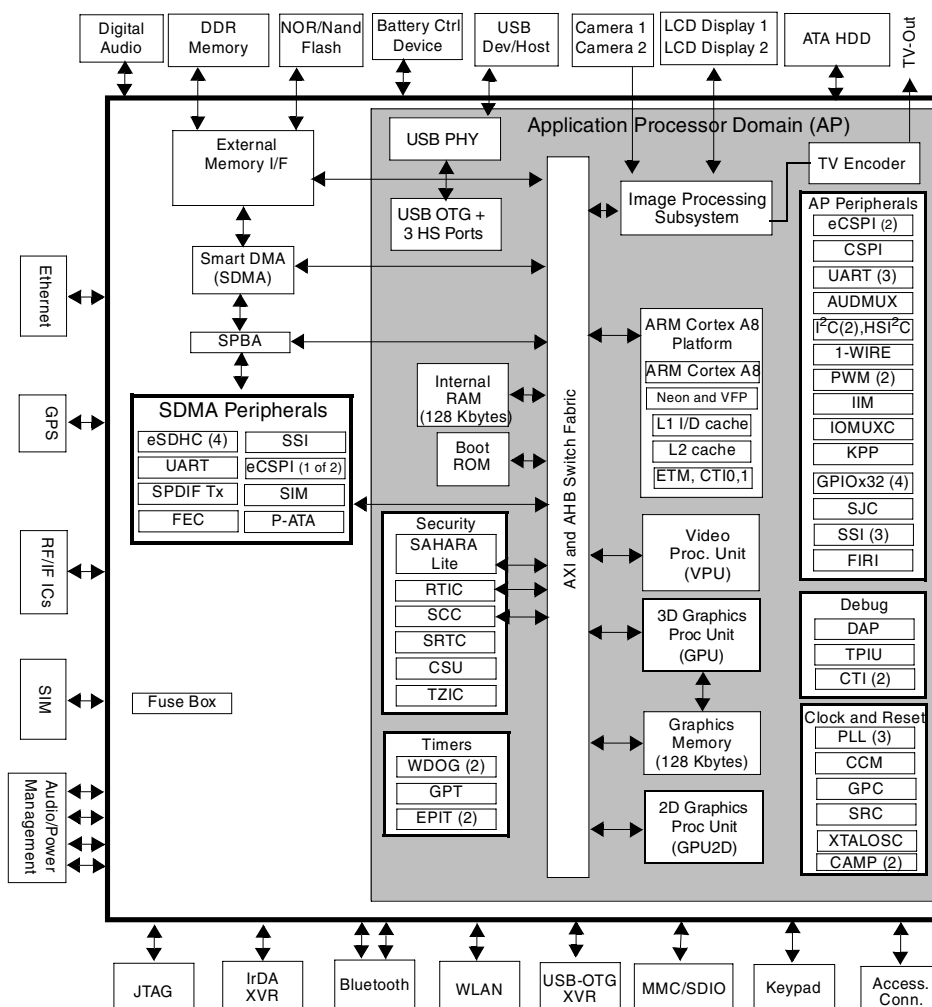 Digital
Audio
DDR
Memory
NOR/Nand
Flash
Battery Ctrl
Device
USB
Dev/Host
Camera 1
Camera 2
LCD Display 1
LCD Display 2
ATA HDD
TV-Out
Application Processor Domain (AP)
External
Memory I/F
USB PHY
TV Encoder
USB OTG +
3 HS Ports
Image Processing
Subsystem
Smart DMA
(SDMA)
SPBA
AXI and AHB Switch Fabric
AP Peripherals
eCSPI (2)
CSPI
UART (3)
AUDMUX
I²C(2),HSI²C
1-WIRE
PWM (2)
IIM
IOMUXC
KPP
GPIOx32 (4)
SJC
SSI (3)
FIRI
ARM Cortex A8
Platform
ARM Cortex A8
Neon and VFP
L1 I/D cache
L2 cache
ETM, CTI0,1
Internal
RAM
(128 Kbytes)
Boot
ROM
SDMA Peripherals
eSDHC (4)
SSI
UART
eCSPI (1 of 2)
SPDIF Tx
SIM
FEC
P-ATA
Security
SAHARA
Lite
RTIC
SCC
SRTC
CSU
TZIC
Video
Proc. Unit
(VPU)
3D Graphics
Proc Unit
(GPU)
Debug
DAP
TPIU
CTI (2)
Fuse Box
Timers
WDOG (2)
GPT
EPIT (2)
Graphics
Memory
(128 Kbytes)
2D Graphics
Proc Unit
(GPU2D)
Clock and Reset
PLL (3)
CCM
GPC
SRC
XTALOSC
CAMP (2)
Ethernet
GPS
RF/IF ICs
SIM
Audio/Power
Management
JTAG
IrDA
XVR
Bluetooth
WLAN
USB-OTG
XVR
MMC/SDIO
Keypad
Access.
Conn.